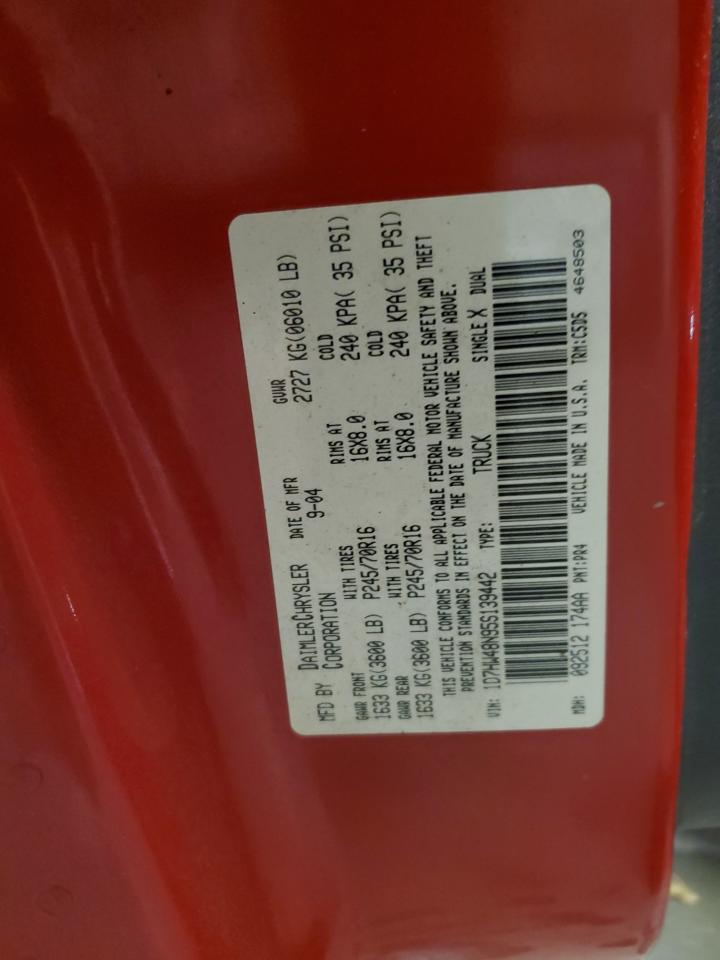 MFD BY DAIMLERCHRYSLER CORPORATION DATE OF MFR 9-04 GVWR 2727 KG(06010 LB)
GAWR FRONT WITH TIRES RIMS AT COLD
1633 KG(3600 LB) P245/70R16 16X8.0 240 KPA( 35 PSI)
GAWR REAR WITH TIRES RIMS AT COLD
1633 KG(3600 LB) P245/70R16 16X8.0 240 KPA( 35 PSI)
THIS VEHICLE CONFORMS TO ALL APPLICABLE FEDERAL MOTOR VEHICLE SAFETY AND THEFT
PREVENTION STANDARDS IN EFFECT ON THE DATE OF MANUFACTURE SHOWN ABOVE.
VIN: 1D7HW48N95S139442 TYPE: TRUCK SINGLE X DUAL
MDH: 092512 174AA PNT:PR4 VEHICLE MADE IN U.S.A. TRM:C5D5 4648503